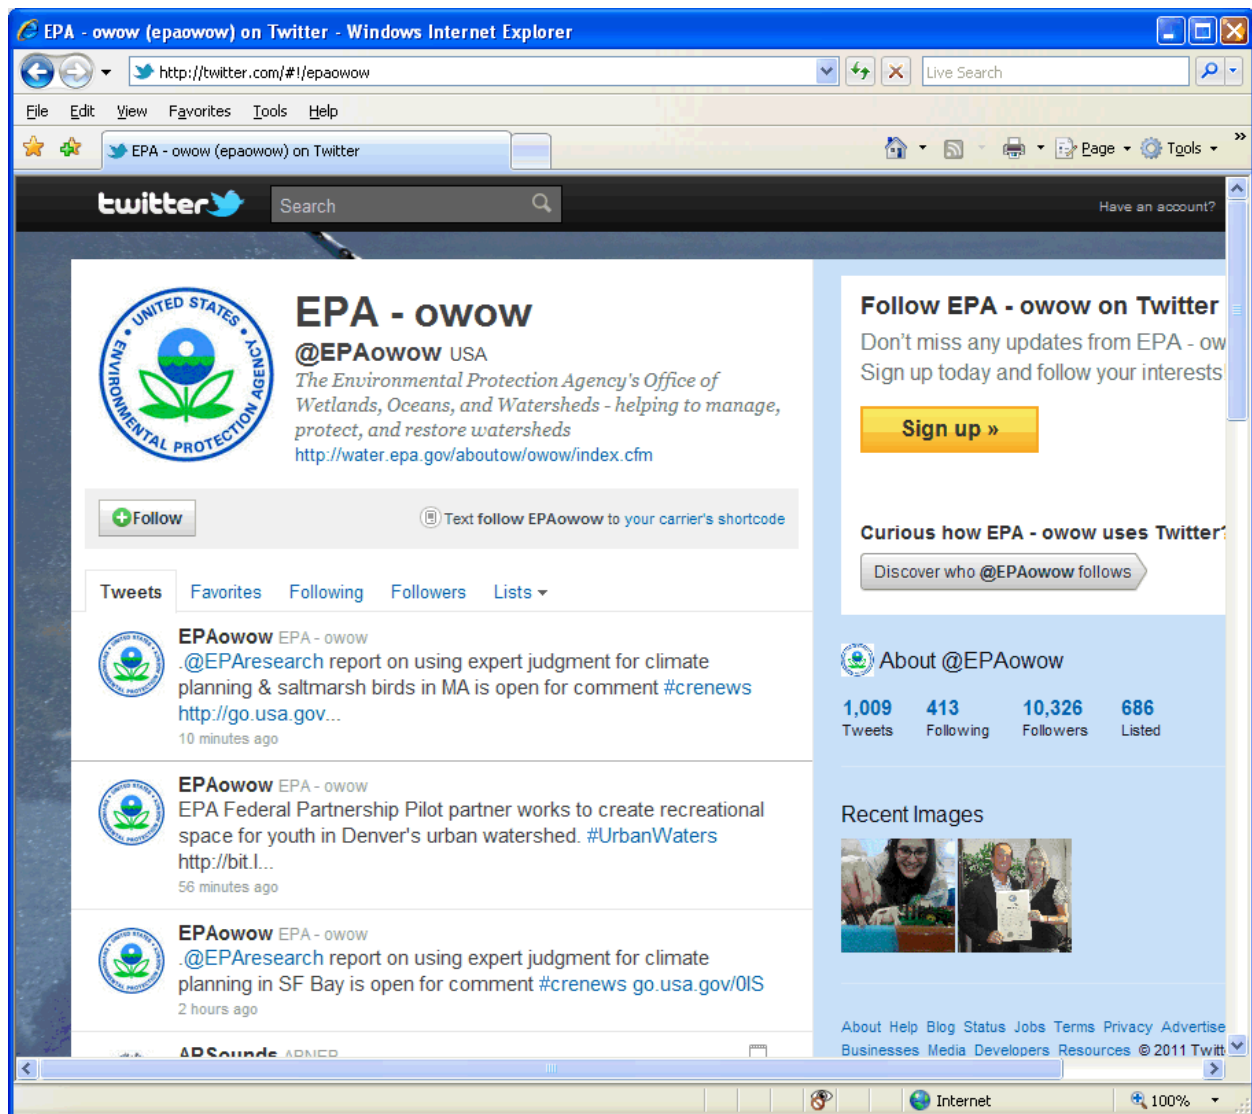 EPA - owow (epaowow) on Twitter - Windows Internet Explorer
http://twitter.com/#!/epaowow
Live Search
File Edit View Favorites Tools Help
EPA - owow (epaowow) on Twitter
Page Tools
twitter
Search
Have an account?
UNITED STATES
ENVIRONMENTAL PROTECTION AGENCY
EPA - owow
@EPAowow USA
The Environmental Protection Agency's Office of
Wetlands, Oceans, and Watersheds - helping to manage,
protect, and restore watersheds
http://water.epa.gov/aboutow/owow/index.cfm
Follow
Text follow EPAowow to your carrier's shortcode
Tweets Favorites Following Followers Lists
EPAowow EPA - owow
.@EPAresearch report on using expert judgment for climate
planning & saltmarsh birds in MA is open for comment #crenews
http://go.usa.gov...
10 minutes ago
EPAowow EPA - owow
EPA Federal Partnership Pilot partner works to create recreational
space for youth in Denver's urban watershed. #UrbanWaters
http://bit.l...
56 minutes ago
EPAowow EPA - owow
.@EPAresearch report on using expert judgment for climate
planning in SF Bay is open for comment #crenews go.usa.gov/0IS
2 hours ago
Follow EPA - owow on Twitter
Don't miss any updates from EPA - ow
Sign up today and follow your interests!
Sign up »
Curious how EPA - owow uses Twitter?
Discover who @EPAowow follows
About @EPAowow
1,009 413 10,326 686
Tweets Following Followers Listed
Recent Images
About Help Blog Status Jobs Terms Privacy Advertise
Businesses Media Developers Resources © 2011 Twitt
Internet
100%